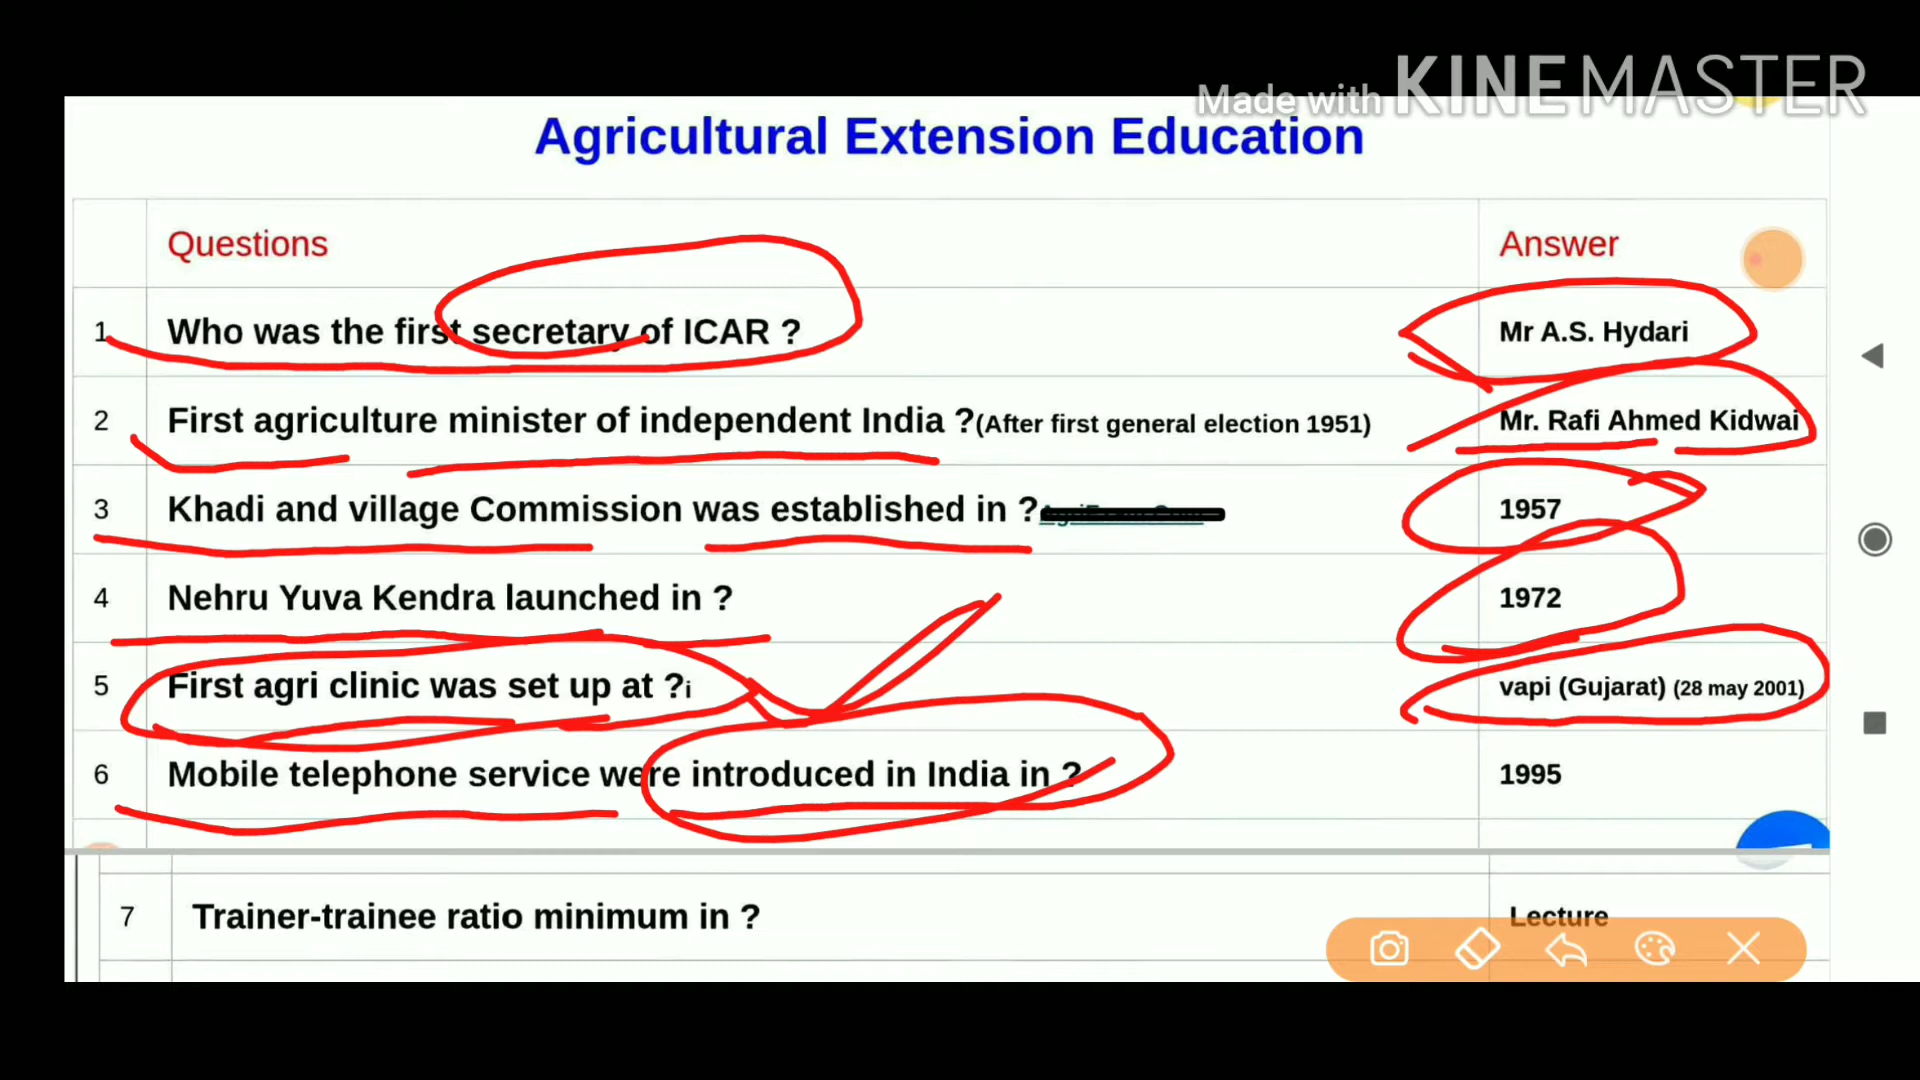 Made with KINEMASTER
Agricultural Extension Education
Questions Answer
1 Who was the first secretary of ICAR ? Mr A.S. Hydari
2 First agriculture minister of independent India ?(After first general election 1951) Mr. Rafi Ahmed Kidwai
3 Khadi and village Commission was established in ? 1957
4 Nehru Yuva Kendra launched in ? 1972
5 First agri clinic was set up at ?i vapi (Gujarat) (28 may 2001)
6 Mobile telephone service were introduced in India in ? 1995
7 Trainer-trainee ratio minimum in ? Lecture